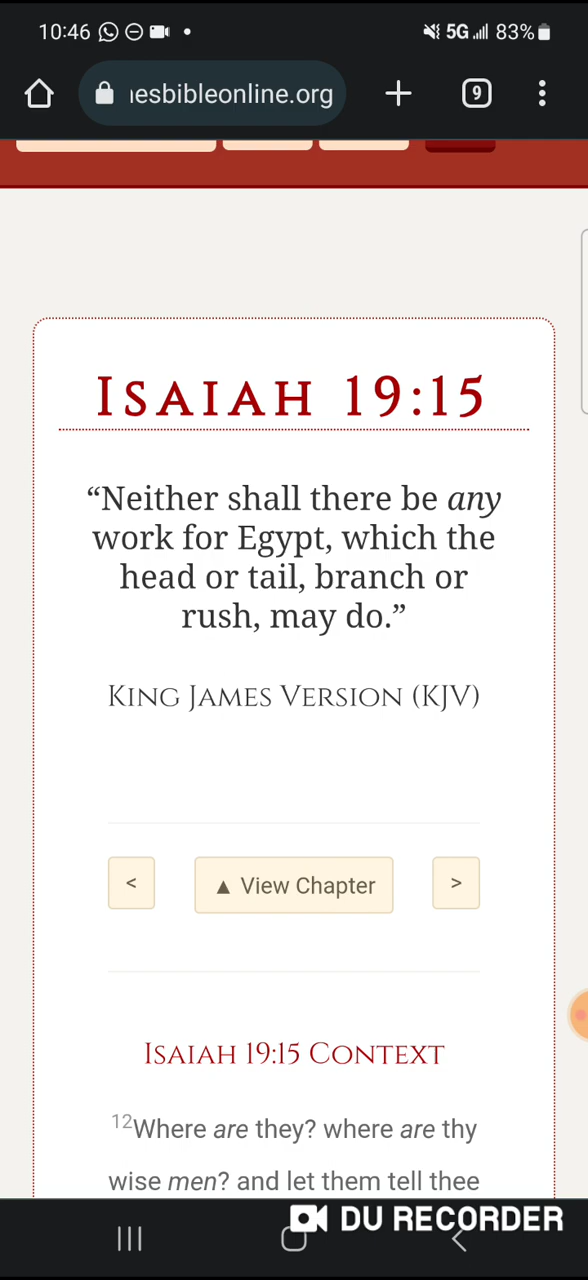 10:46
5G 83%
nesbibleonline.org
9
ISAIAH 19:15
“Neither shall there be any
work for Egypt, which the
head or tail, branch or
rush, may do.”
KING JAMES VERSION (KJV)
<
▲ View Chapter
>
ISAIAH 19:15 CONTEXT
12Where are they? where are thy
wise men? and let them tell thee
DU RECORDER